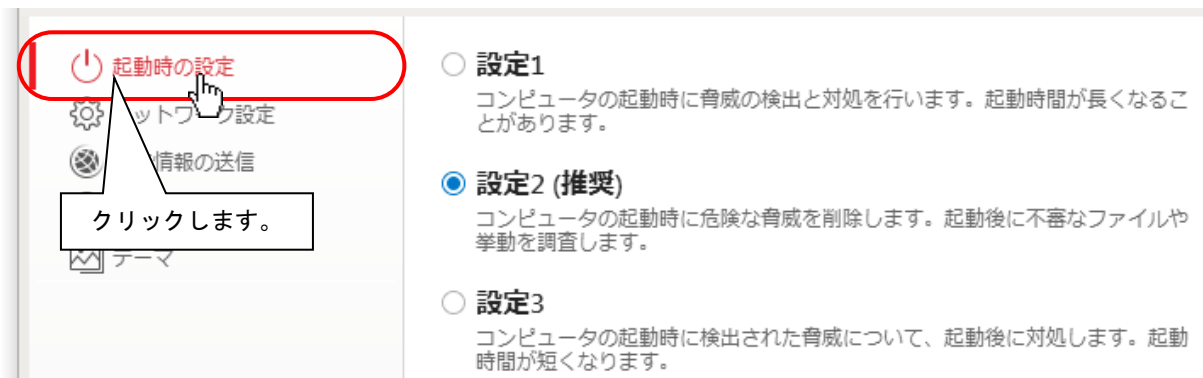 起動時の設定
ットワーク設定
情報の送信
クリックします。
テーマ
設定1
コンピュータの起動時に脅威の検出と対処を行います。起動時間が長くなるこ
とがあります。
設定2 (推奨)
コンピュータの起動時に危険な脅威を削除します。起動後に不審なファイルや
挙動を調査します。
設定3
コンピュータの起動時に検出された脅威について、起動後に対処します。起動
時間が短くなります。